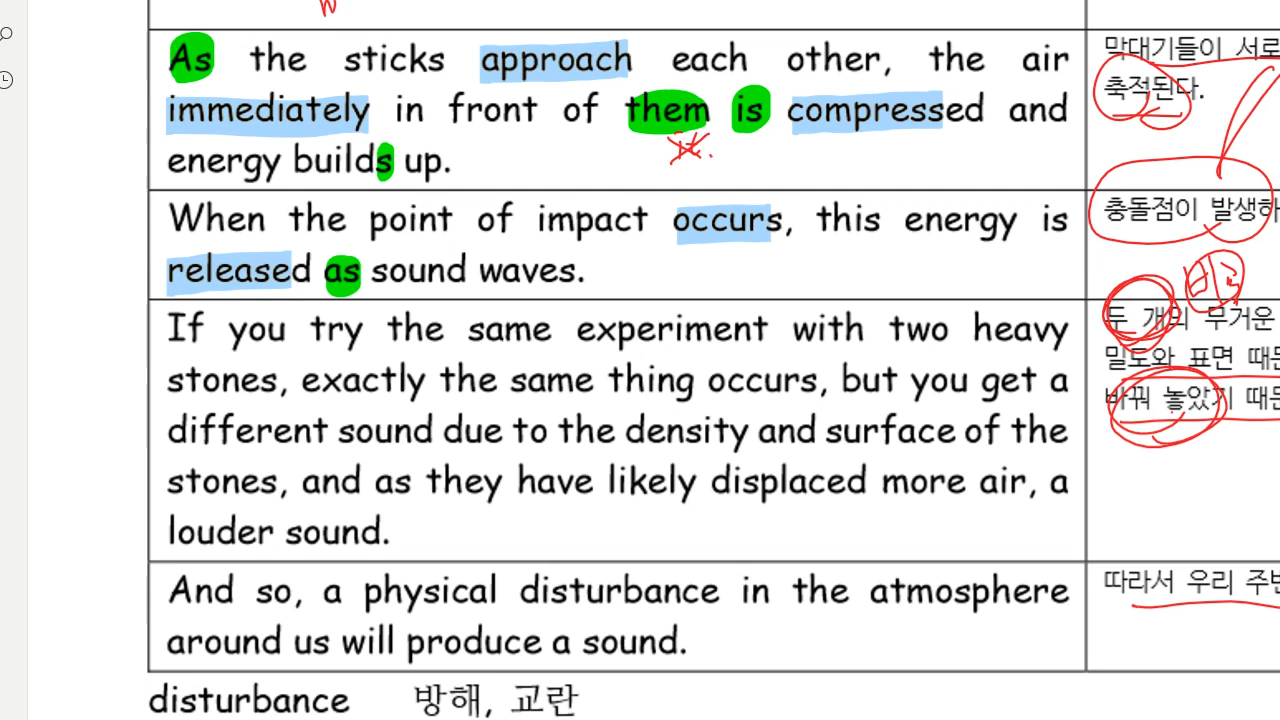 As the sticks approach each other, the air
immediately in front of them is compressed and
energy builds up.
막대기들이 서로
축적된다.
When the point of impact occurs, this energy is
released as sound waves.
충돌점이 발생하
If you try the same experiment with two heavy
stones, exactly the same thing occurs, but you get a
different sound due to the density and surface of the
stones, and as they have likely displaced more air, a
louder sound.
두 개의 무거운
밀도와 표면 때문
바꿔 놓았기 때문
And so, a physical disturbance in the atmosphere
around us will produce a sound.
따라서 우리 주변
disturbance 방해, 교란